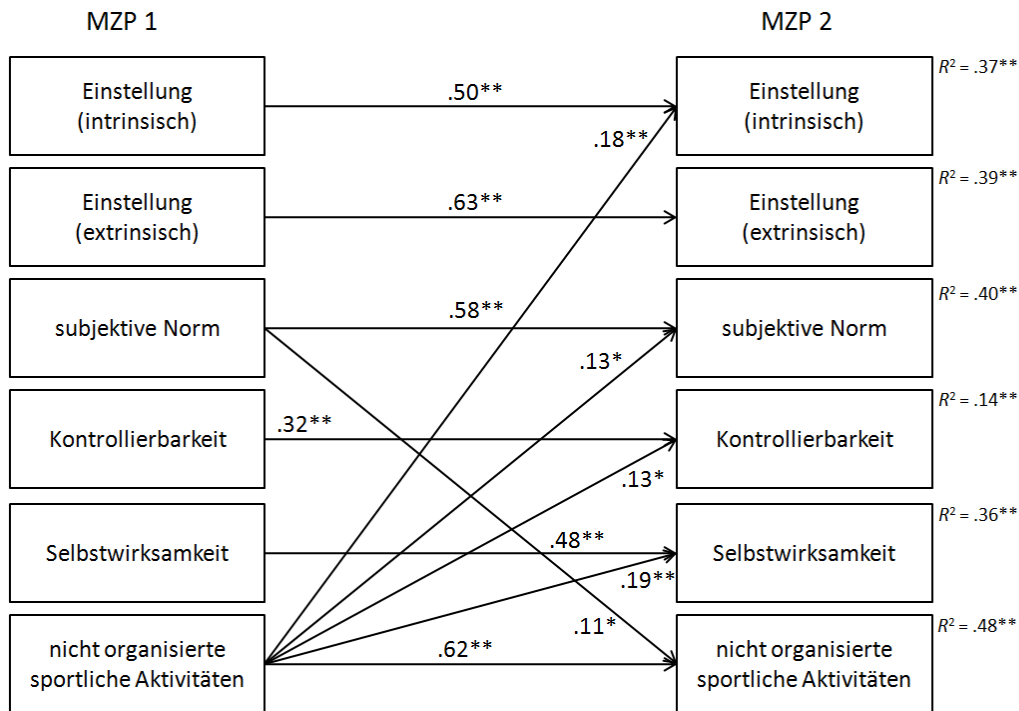 MZP 1
MZP 2
Einstellung
(intrinsisch)
.50**
.18**
Einstellung
(intrinsisch)
R² = .37**
Einstellung
(extrinsisch)
.63**
Einstellung
(extrinsisch)
R² = .39**
subjektive Norm
.58**
.13*
subjektive Norm
R² = .40**
Kontrollierbarkeit
.32**
.13*
Kontrollierbarkeit
R² = .14**
Selbstwirksamkeit
.48**
.19**
Selbstwirksamkeit
R² = .36**
nicht organisierte
sportliche Aktivitäten
.62**
.11*
nicht organisierte
sportliche Aktivitäten
R² = .48**